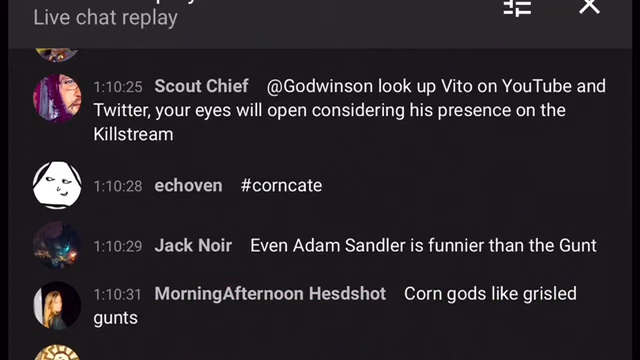 Live chat replay
1:10:25 Scout Chief @Godwinson look up Vito on YouTube and
Twitter, your eyes will open considering his presence on the
Killstream
1:10:28 echoven #corncate
1:10:29 Jack Noir Even Adam Sandler is funnier than the Gunt
1:10:31 MorningAfternoon Hesdshot Corn gods like grisled
gunts